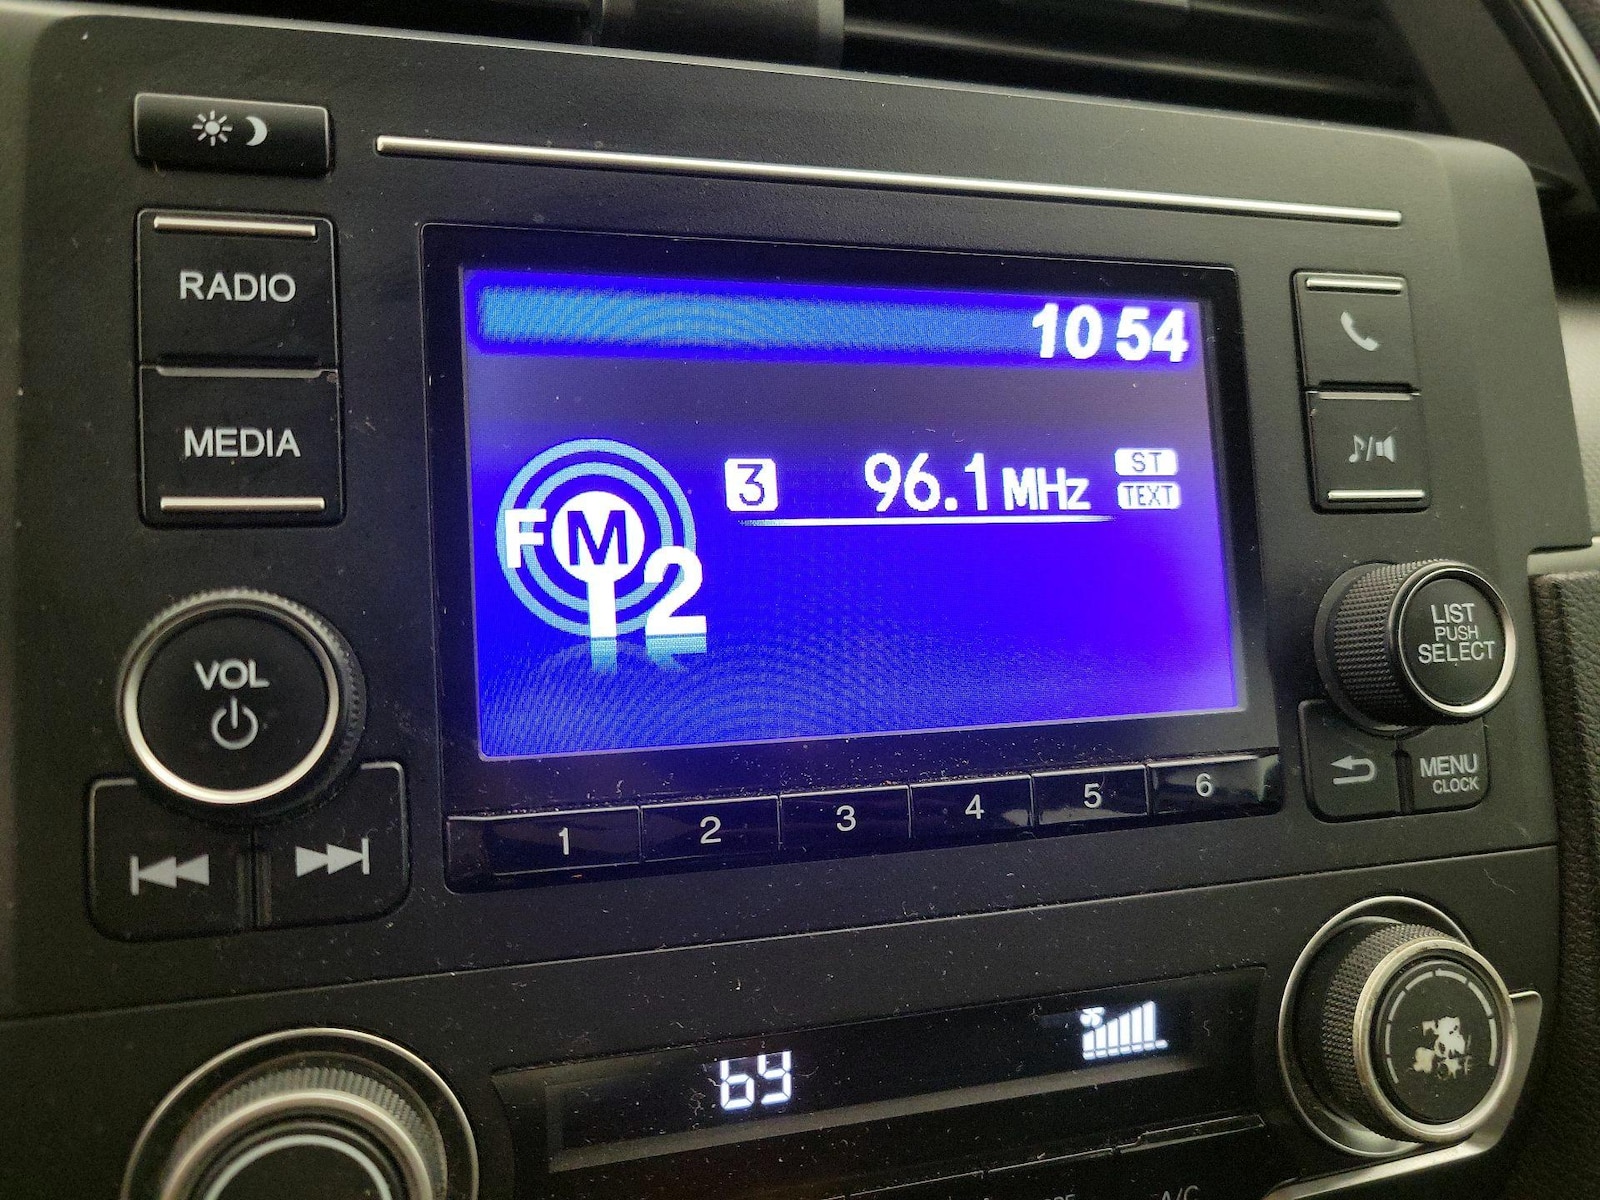 RADIO
MEDIA
VOL
10 54
FM
2
3 96.1 MHz
ST
TEXT
1 2 3 4 5 6
LIST
PUSH
SELECT
MENU
CLOCK
69
OFF
A/C